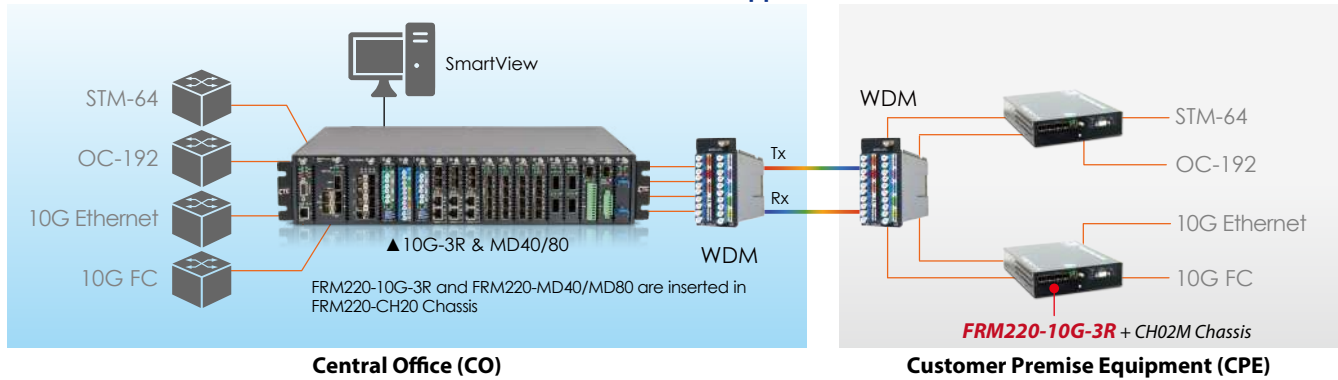 SmartView
STM-64
OC-192
10G Ethernet
10G FC
▲10G-3R & MD40/80
FRM220-10G-3R and FRM220-MD40/MD80 are inserted in
FRM220-CH20 Chassis
WDM
Tx
Rx
WDM
STM-64
OC-192
10G Ethernet
10G FC
FRM220-10G-3R + CH02M Chassis
Central Office (CO)
Customer Premise Equipment (CPE)